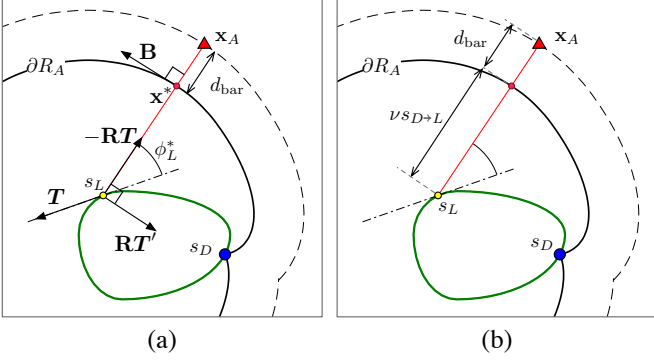 x_A
B
∂R_A
x*
d_bar
−RT
ϕ*_L
s_L
T
RT′
s_D
(a)
x_A
d_bar
∂R_A
νs_{D→L}
s_L
s_D
(b)